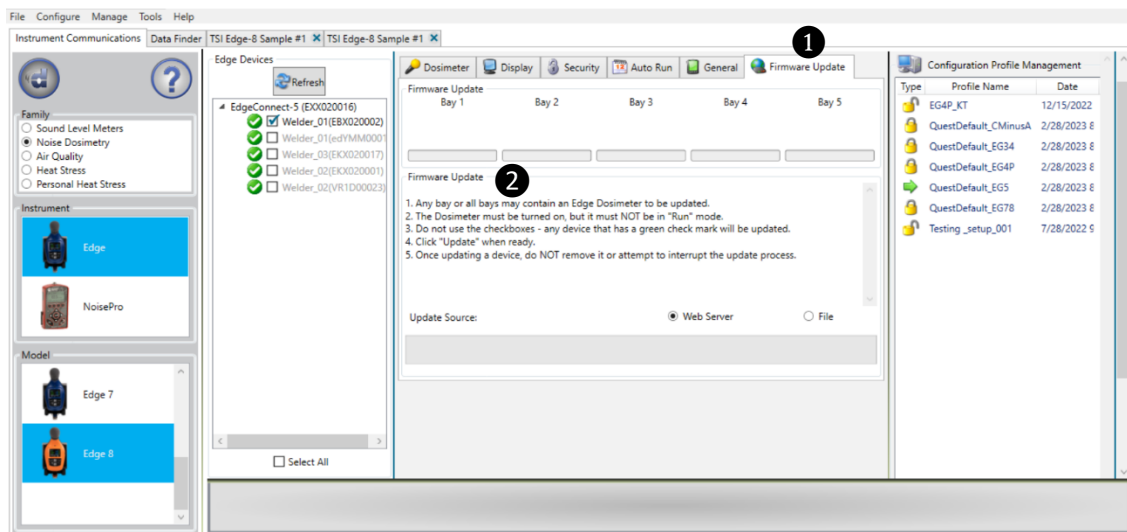 File Configure Manage Tools Help
Instrument Communications Data Finder TSI Edge-8 Sample #1 TSI Edge-8 Sample #1
1
Edge Devices
Refresh
EdgeConnect-5 (EXX020016)
Welder_01(EBX020002)
Welder_01(edYMM0001
Welder_03(EKX020017)
Welder_02(EKX020001)
Welder_02(VR1D00023)
Select All
Family
Sound Level Meters
Noise Dosimetry
Air Quality
Heat Stress
Personal Heat Stress
Instrument
Edge
NoisePro
Model
Edge 7
Edge 8
Dosimeter Display Security Auto Run General Firmware Update
Firmware Update
Bay 1 Bay 2 Bay 3 Bay 4 Bay 5
Firmware Update
2
1. Any bay or all bays may contain an Edge Dosimeter to be updated.
2. The Dosimeter must be turned on, but it must NOT be in "Run" mode.
3. Do not use the checkboxes - any device that has a green check mark will be updated.
4. Click "Update" when ready.
5. Once updating a device, do NOT remove it or attempt to interrupt the update process.
Update Source: Web Server File
Configuration Profile Management
Type Profile Name Date
EG4P_KT 12/15/2022
QuestDefault_CMinusA 2/28/2023 8
QuestDefault_EG34 2/28/2023 8
QuestDefault_EG4P 2/28/2023 8
QuestDefault_EG5 2/28/2023 8
QuestDefault_EG78 2/28/2023 8
Testing _setup_001 7/28/2022 9